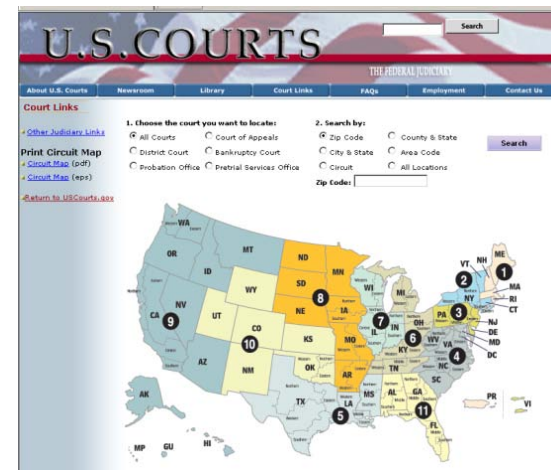 Search
U.S.COURTS
THE FEDERAL JUDICIARY
About U.S. Courts Newsroom Library Court Links FAQs Employment Contact Us
Court Links
Other Judiciary Links
Print Circuit Map
Circuit Map (pdf)
Circuit Map (eps)
Return to USCourts.gov
1. Choose the court you want to locate:
All Courts Court of Appeals
District Court Bankruptcy Court
Probation Office Pretrial Services Office
2. Search by:
Zip Code County & State
City & State Area Code
Circuit All Locations
Zip Code:
Search
WA
OR
ID
MT
CA
NV
9
AZ
AK
HI
MP
GU
WY
UT
CO
10
KS
NM
OK
ND
SD
NE
MN
8
IA
MO
AR
TX
LA
5
MS
WI
MI
7
IL
IN
OH
6
KY
TN
AL
GA
11
FL
WV
VA
4
NC
SC
PA
3
NY
2
VT
NH
ME
1
MA
RI
CT
NJ
DE
MD
DC
PR
VI